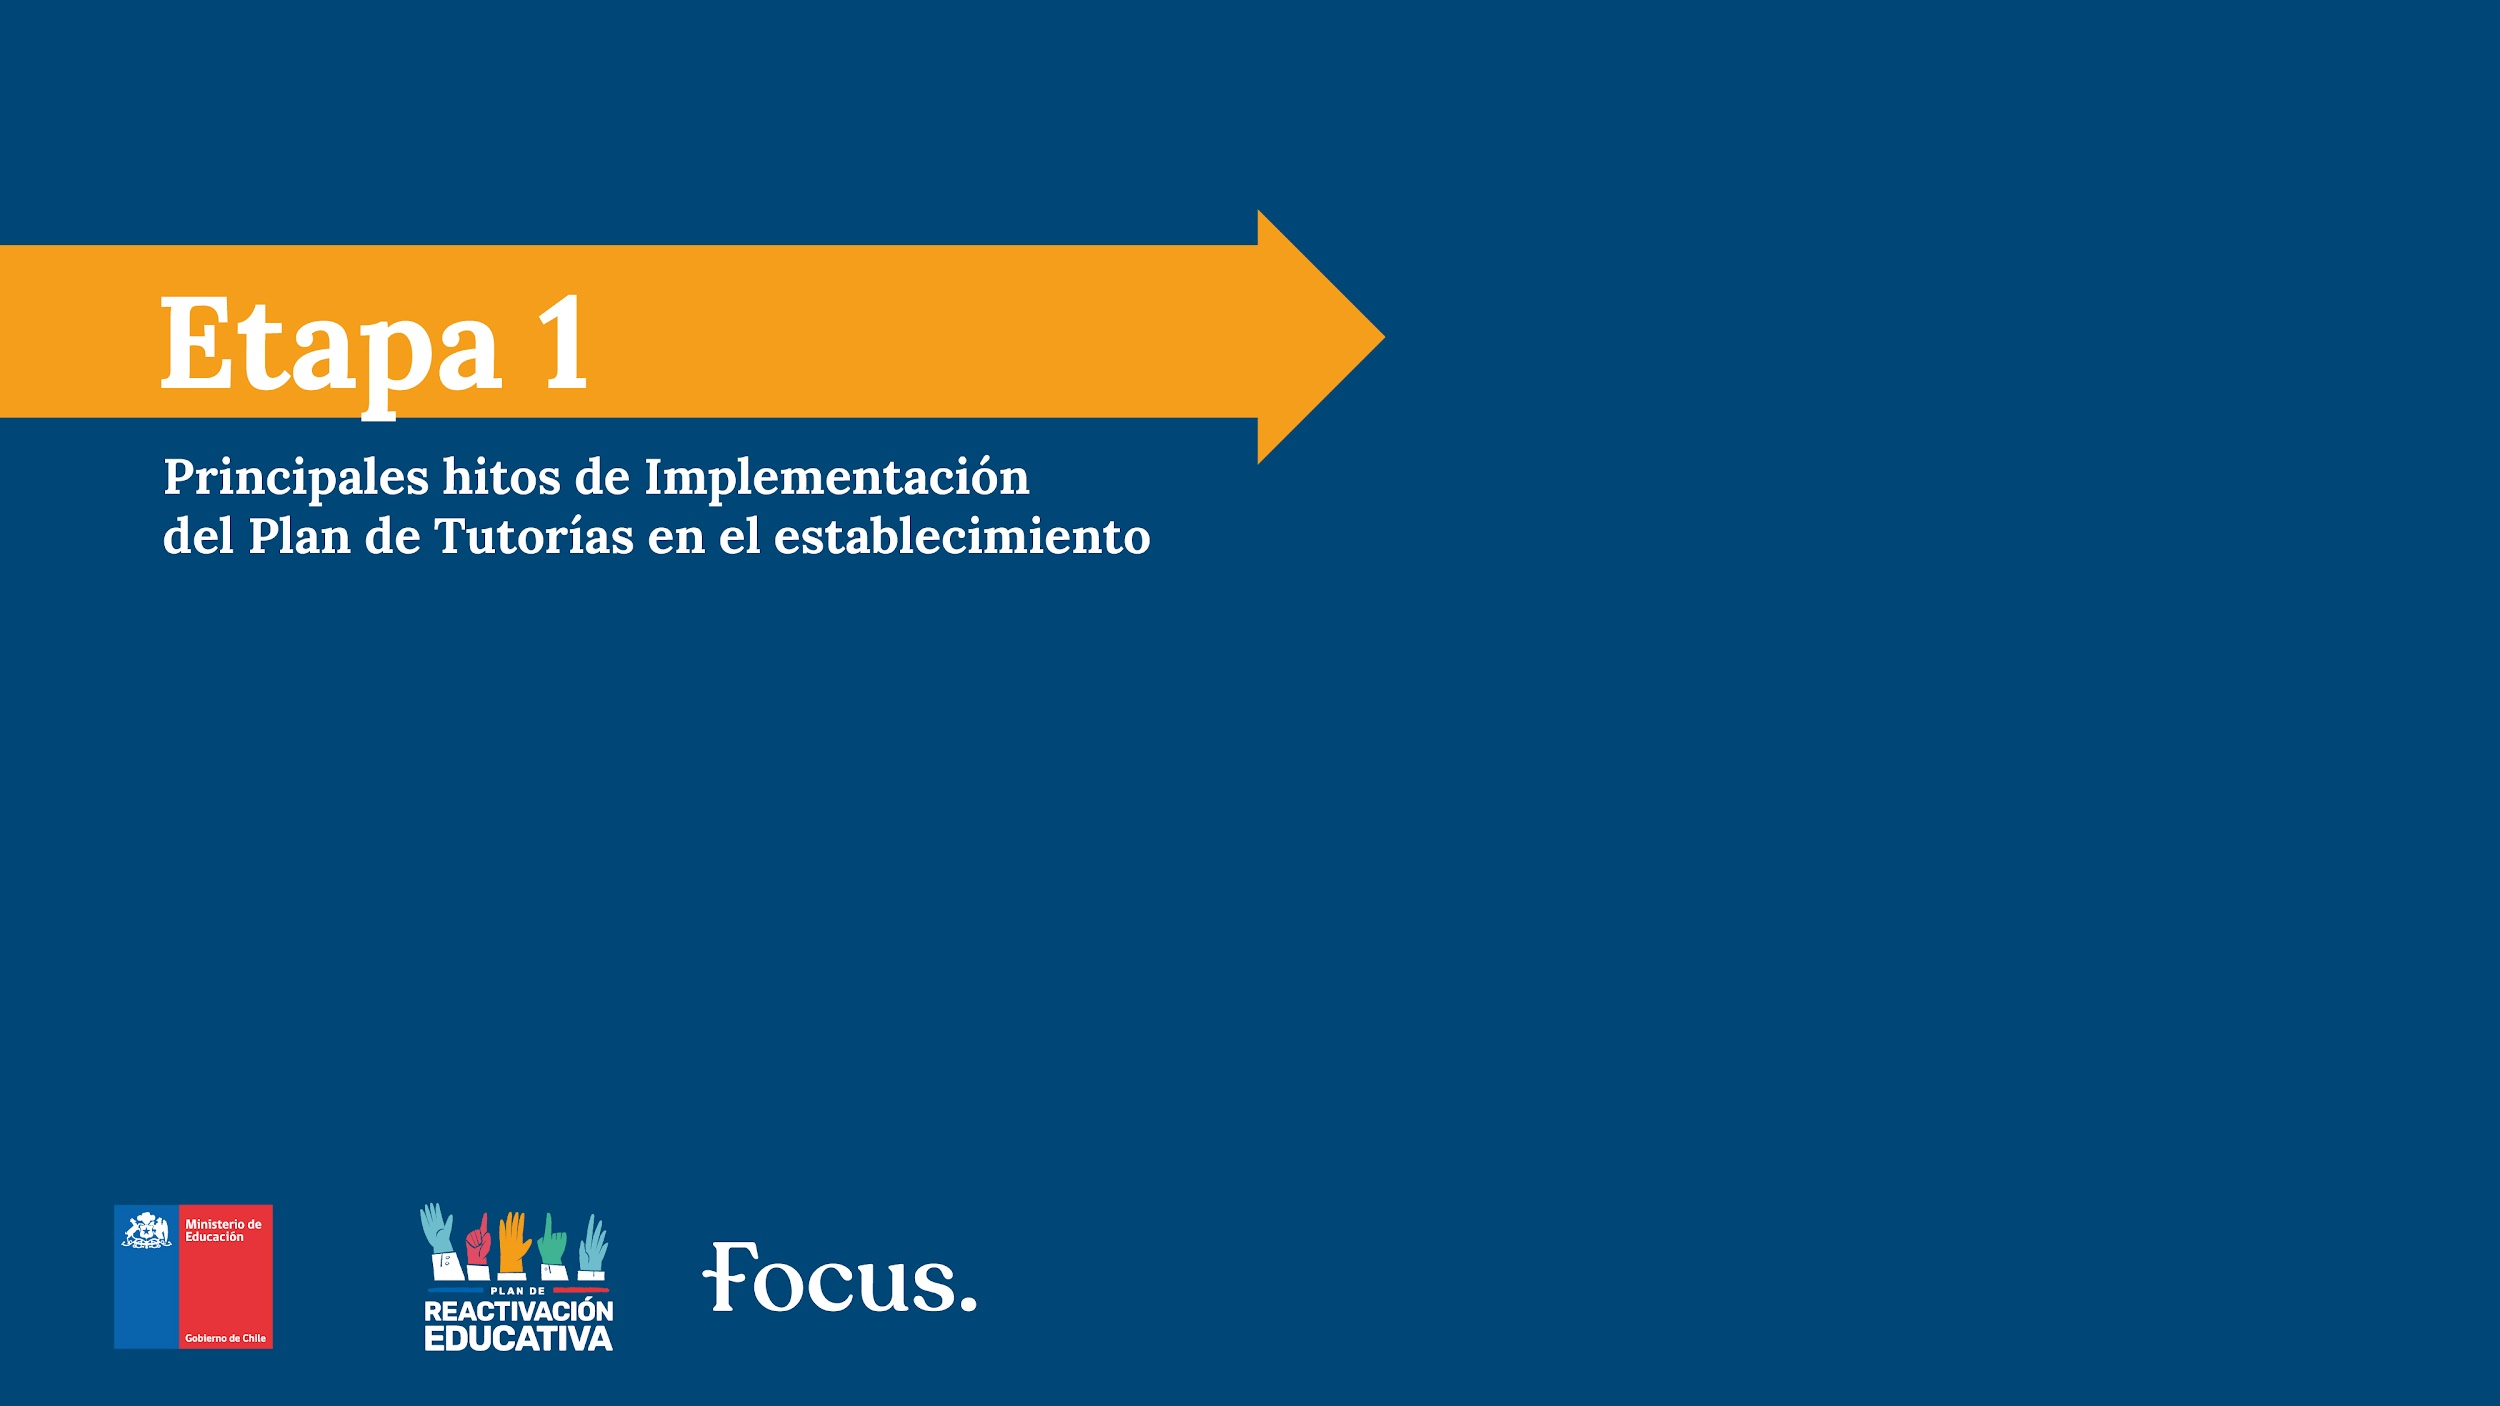 Etapa 1
Principales hitos de Implementación
del Plan de Tutorías en el establecimiento
Ministerio de
Educación
Gobierno de Chile
PLAN DE
REACTIVACIÓN
EDUCATIVA
Focus.